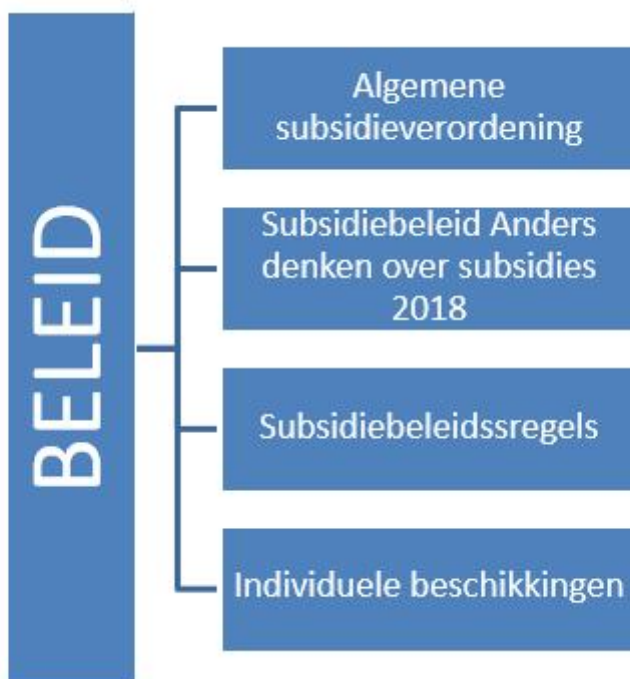 BELEID
Algemene
subsidieverordening
Subsidiebeleid Anders
denken over subsidies
2018
Subsidiebeleidssregels
Individuele beschikkingen